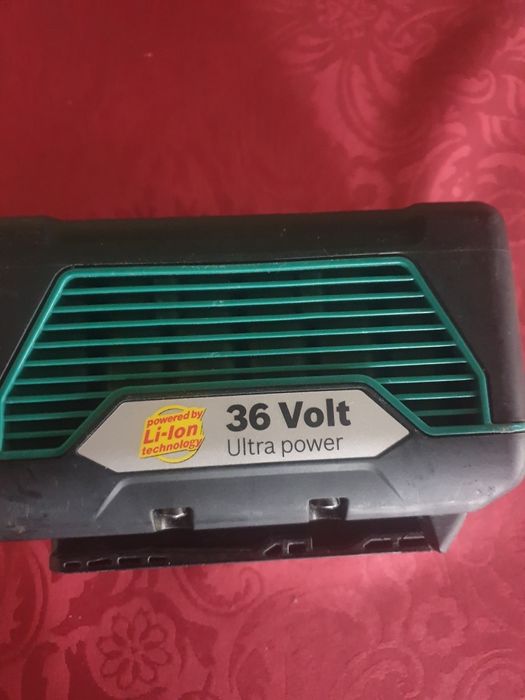 powered by
Li-Ion
technology
36 Volt
Ultra power